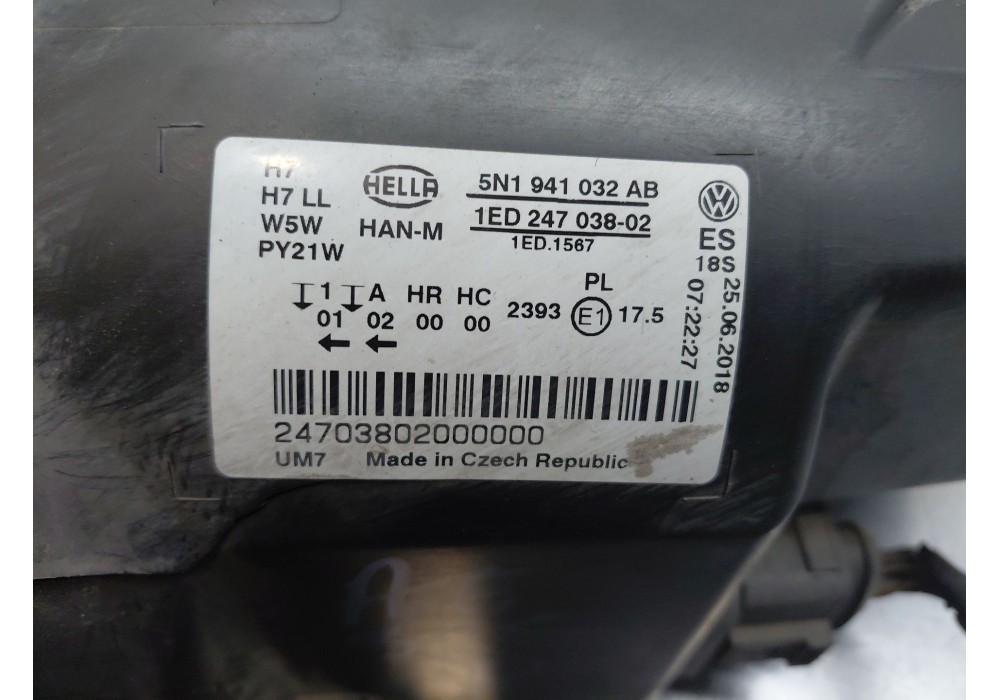 H7
H7 LL
W5W
PY21W
HELLA
HAN-M
5N1 941 032 AB
1ED 247 038-02
1ED.1567
ES
18S 25.06.2018
07:22:27
1 A HR HC
01 02 00 00
2393 E1 17.5
PL
24703802000000
UM7 Made in Czech Republic